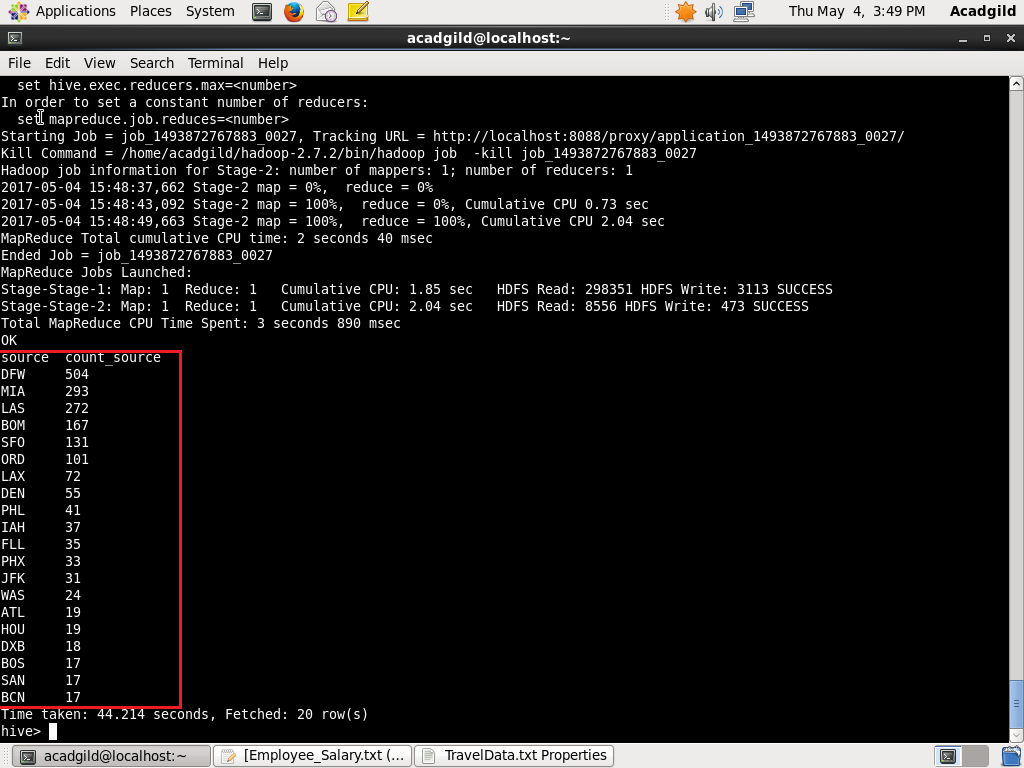 Applications Places System Thu May 4, 3:49 PM Acadgild
acadgild@localhost:~
File Edit View Search Terminal Help
  set hive.exec.reducers.max=<number>
In order to set a constant number of reducers:
  set mapreduce.job.reduces=<number>
Starting Job = job_1493872767883_0027, Tracking URL = http://localhost:8088/proxy/application_1493872767883_0027/
Kill Command = /home/acadgild/hadoop-2.7.2/bin/hadoop job  -kill job_1493872767883_0027
Hadoop job information for Stage-2: number of mappers: 1; number of reducers: 1
2017-05-04 15:48:37,662 Stage-2 map = 0%,  reduce = 0%
2017-05-04 15:48:43,092 Stage-2 map = 100%,  reduce = 0%, Cumulative CPU 0.73 sec
2017-05-04 15:48:49,663 Stage-2 map = 100%,  reduce = 100%, Cumulative CPU 2.04 sec
MapReduce Total cumulative CPU time: 2 seconds 40 msec
Ended Job = job_1493872767883_0027
MapReduce Jobs Launched:
Stage-Stage-1: Map: 1  Reduce: 1   Cumulative CPU: 1.85 sec   HDFS Read: 298351 HDFS Write: 3113 SUCCESS
Stage-Stage-2: Map: 1  Reduce: 1   Cumulative CPU: 2.04 sec   HDFS Read: 8556 HDFS Write: 473 SUCCESS
Total MapReduce CPU Time Spent: 3 seconds 890 msec
OK
source  count_source
DFW     504
MIA     293
LAS     272
BOM     167
SFO     131
ORD     101
LAX     72
DEN     55
PHL     41
IAH     37
FLL     35
PHX     33
JFK     31
WAS     24
ATL     19
HOU     19
DXB     18
BOS     17
SAN     17
BCN     17
Time taken: 44.214 seconds, Fetched: 20 row(s)
hive>
acadgild@localhost:~ [Employee_Salary.txt (... TravelData.txt Properties